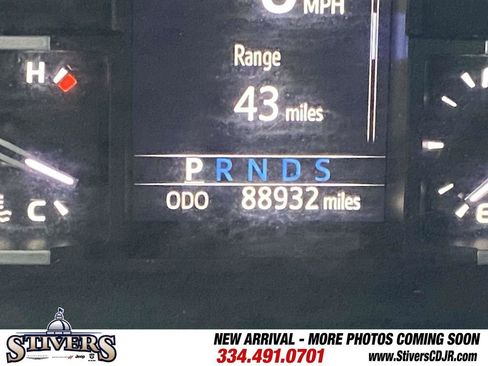 MPH
Range
43 miles
H
P R N D S
ODO 88932 miles
C
E
STIVERS
Jeep
NEW ARRIVAL - MORE PHOTOS COMING SOON
334.491.0701
www.StiversCDJR.com